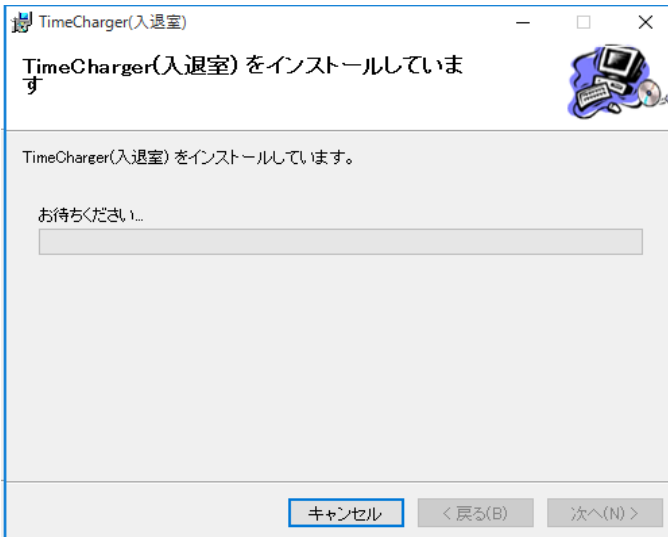 TimeCharger(入退室)
TimeCharger(入退室) をインストールしていま
す
TimeCharger(入退室) をインストールしています。
お待ちください...
キャンセル
< 戻る(B)
次へ(N) >